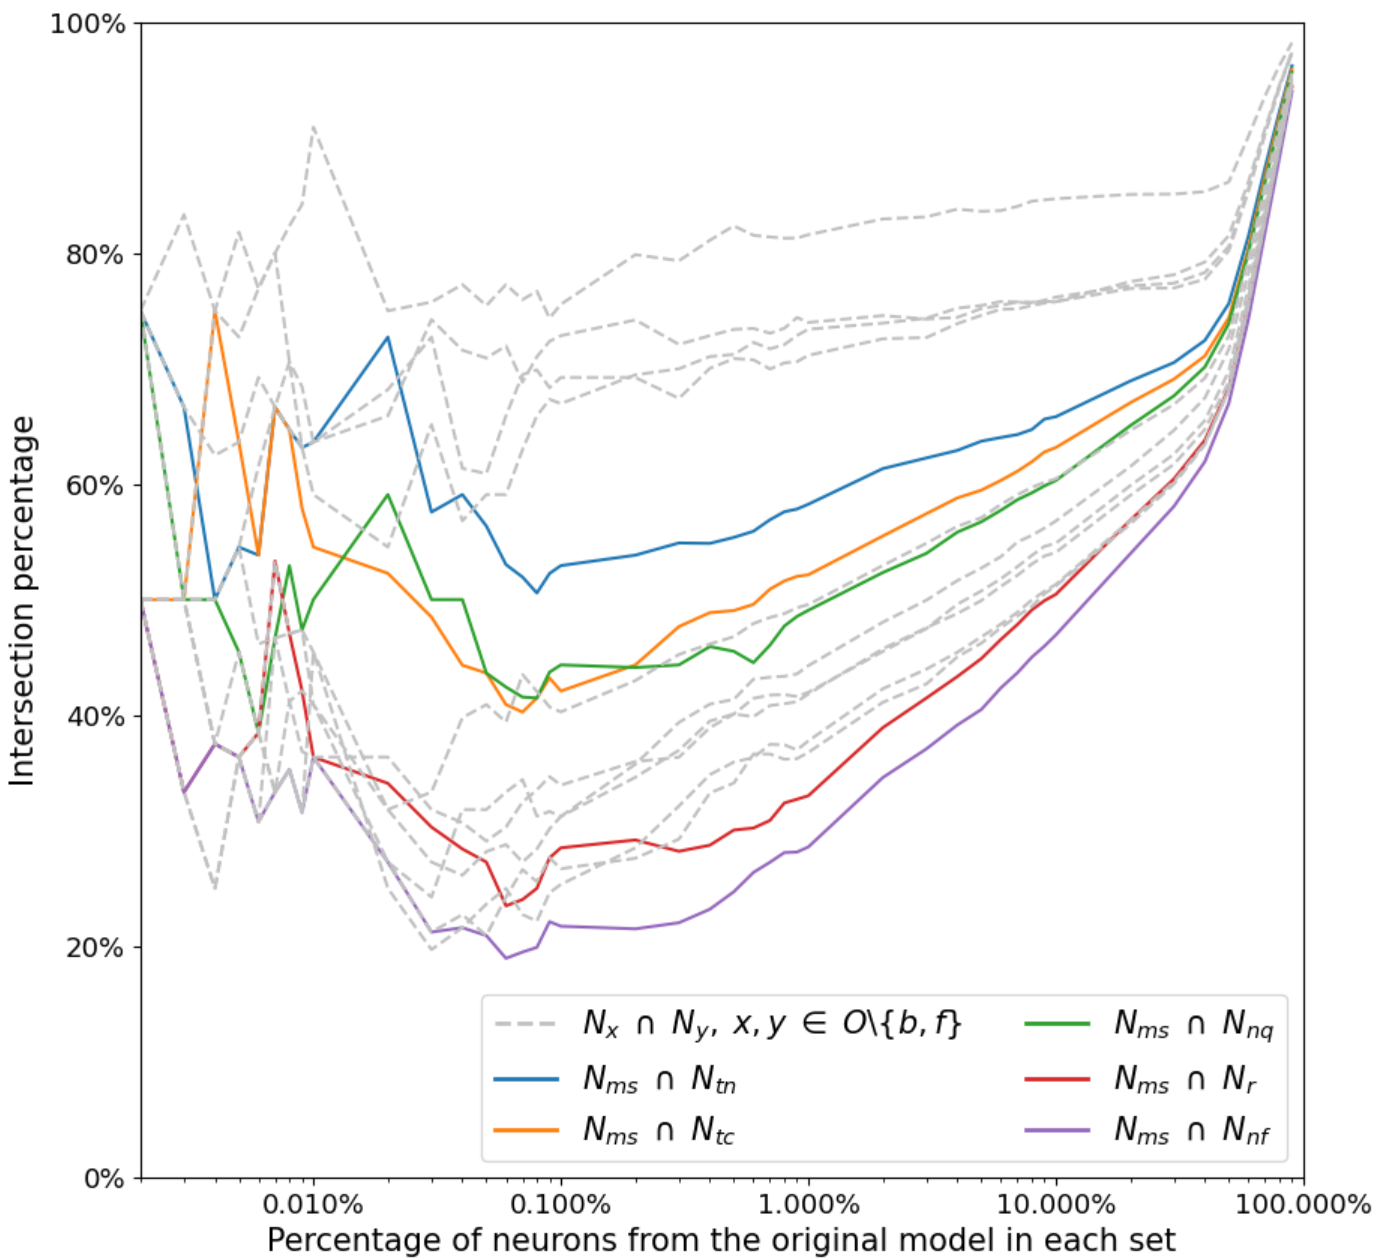 100%
80%
60%
40%
20%
0%
Intersection percentage
0.010%
0.100%
1.000%
10.000%
100.000%
Percentage of neurons from the original model in each set
N_x ∩ N_y, x, y ∈ O\{b, f}
N_ms ∩ N_tn
N_ms ∩ N_tc
N_ms ∩ N_nq
N_ms ∩ N_r
N_ms ∩ N_nf